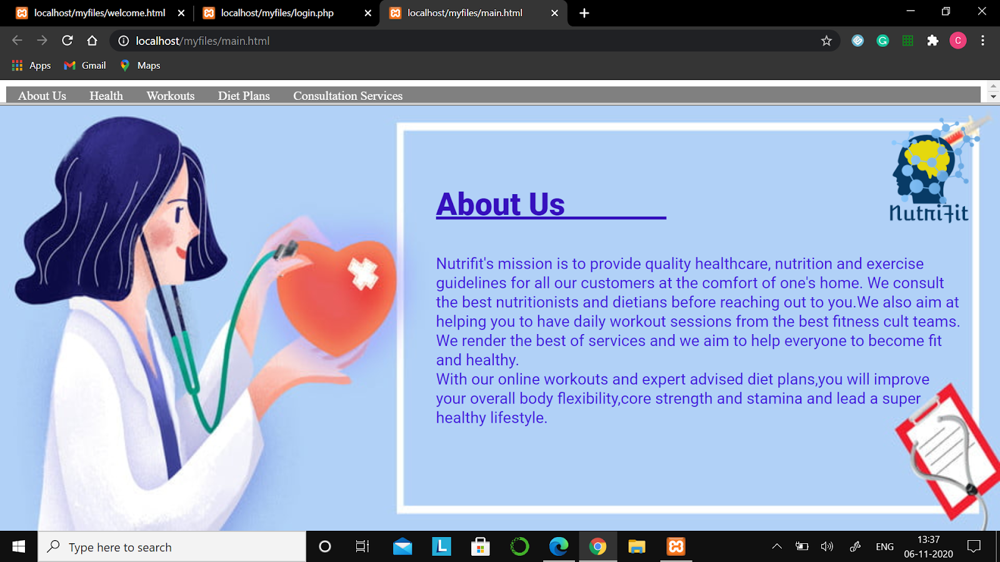 localhost/myfiles/welcome.html localhost/myfiles/login.php localhost/myfiles/main.html
localhost/myfiles/main.html
C
Apps Gmail Maps
About Us Health Workouts Diet Plans Consultation Services
NutriFit
About Us
Nutrifit's mission is to provide quality healthcare, nutrition and exercise
guidelines for all our customers at the comfort of one's home. We consult
the best nutritionists and dietians before reaching out to you.We also aim at
helping you to have daily workout sessions from the best fitness cult teams.
We render the best of services and we aim to help everyone to become fit
and healthy.
With our online workouts and expert advised diet plans,you will improve
your overall body flexibility,core strength and stamina and lead a super
healthy lifestyle.
Type here to search
L
ENG
13:37
06-11-2020